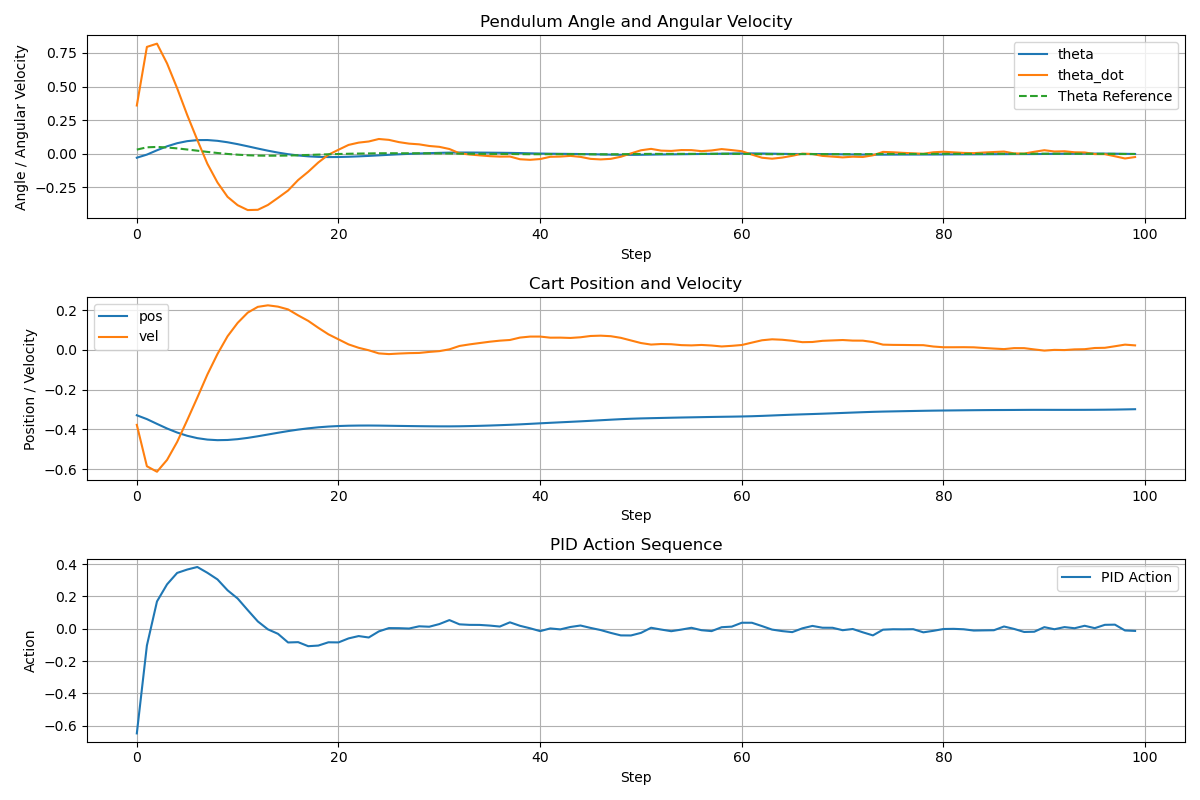 Pendulum Angle and Angular Velocity
Angle / Angular Velocity
0.75
0.50
0.25
0.00
−0.25
theta
theta_dot
Theta Reference
0 20 40 60 80 100
Step
Cart Position and Velocity
Position / Velocity
0.2
0.0
−0.2
−0.4
−0.6
pos
vel
0 20 40 60 80 100
Step
PID Action Sequence
Action
0.4
0.2
0.0
−0.2
−0.4
−0.6
PID Action
0 20 40 60 80 100
Step